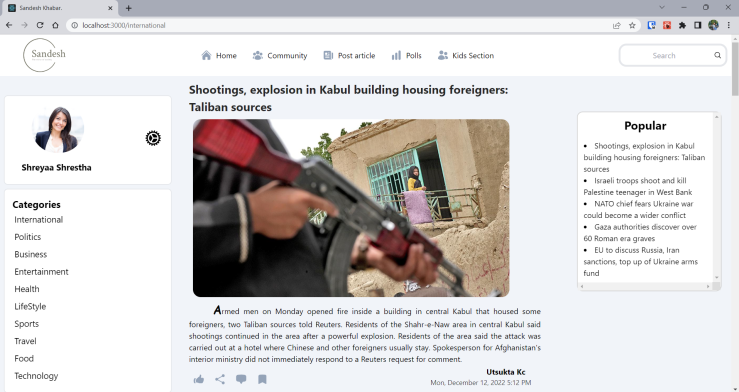 Sandesh Khabar.
localhost:3000/international
Sandesh
Home
Community
Post article
Polls
Kids Section
Search
Shreyaa Shrestha
Categories
International
Politics
Business
Entertainment
Health
LifeStyle
Sports
Travel
Food
Technology
Shootings, explosion in Kabul building housing foreigners:
Taliban sources
Armed men on Monday opened fire inside a building in central Kabul that housed some
foreigners, two Taliban sources told Reuters. Residents of the Shahr-e-Naw area in central Kabul said
shootings continued in the area after a powerful explosion. Residents of the area said the attack was
carried out at a hotel where Chinese and other foreigners usually stay. Spokesperson for Afghanistan's
interior ministry did not immediately respond to a Reuters request for comment.
Utsukta Kc
Mon, December 12, 2022 5:12 PM
Popular
Shootings, explosion in Kabul
building housing foreigners: Taliban
sources
Israeli troops shoot and kill
Palestine teenager in West Bank
NATO chief fears Ukraine war
could become a wider conflict
Gaza authorities discover over
60 Roman era graves
EU to discuss Russia, Iran
sanctions, top up of Ukraine arms
fund